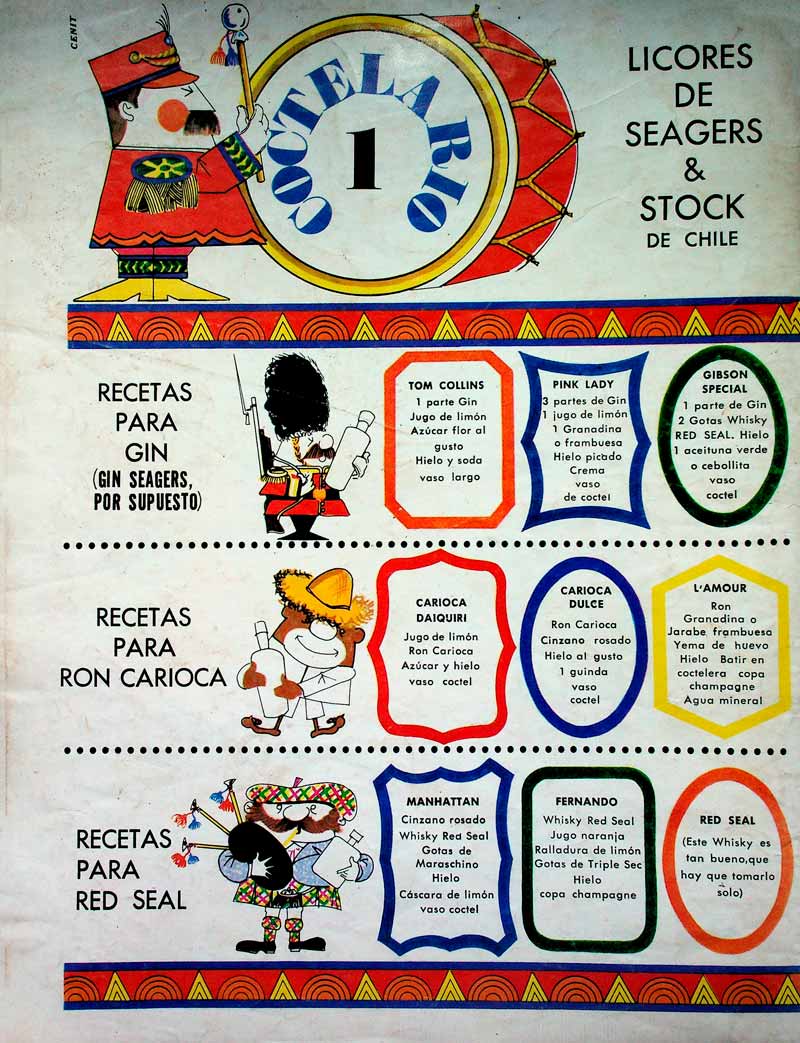 CENIT
COCTELARIO
1
LICORES
DE
SEAGERS
&
STOCK
DE CHILE
RECETAS
PARA
GIN
(GIN SEAGERS,
POR SUPUESTO)
TOM COLLINS
1 parte Gin
Jugo de limón
Azúcar flor al
gusto
Hielo y soda
vaso largo
PINK LADY
3 partes de Gin
1 jugo de limón
1 Granadina
o frambuesa
Hielo picado
Crema
vaso
de coctel
GIBSON
SPECIAL
1 parte de Gin
2 Gotas Whisky
RED SEAL. Hielo
1 aceituna verde
o cebollita
vaso
coctel
RECETAS
PARA
RON CARIOCA
CARIOCA
DAIQUIRI
Jugo de limón
Ron Carioca
Azúcar y hielo
vaso coctel
CARIOCA
DULCE
Ron Carioca
Cinzano rosado
Hielo al gusto
1 guinda
vaso
coctel
L'AMOUR
Ron
Granadina o
Jarabe frambuesa
Yema de huevo
Hielo Batir en
coctelera copa
champagne
Agua mineral
RECETAS
PARA
RED SEAL
MANHATTAN
Cinzano rosado
Whisky Red Seal
Gotas de
Maraschino
Hielo
Cáscara de limón
vaso coctel
FERNANDO
Whisky Red Seal
Jugo naranja
Ralladura de limón
Gotas de Triple Sec
Hielo
copa champagne
RED SEAL
(Este Whisky es
tan bueno,que
hay que tomarlo
solo)